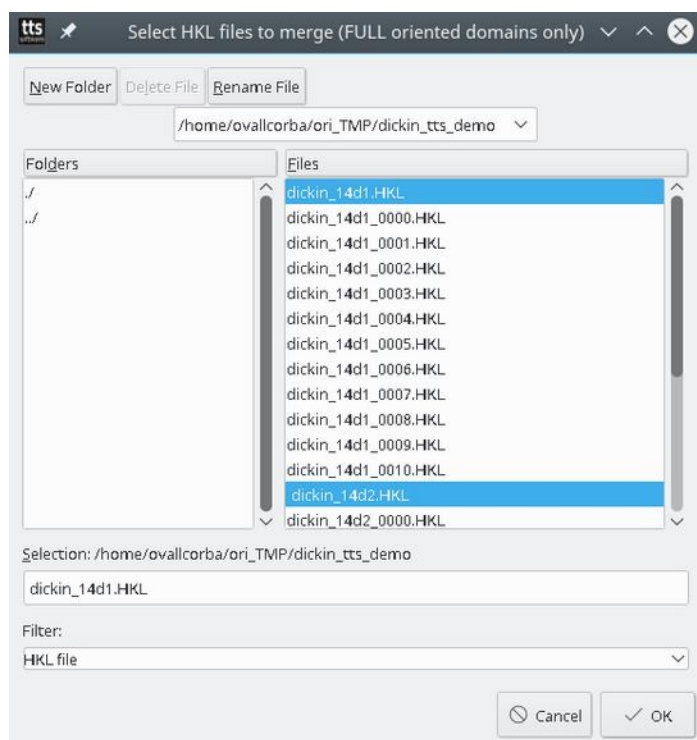 tts
software
Select HKL files to merge (FULL oriented domains only)
New Folder Delete File Rename File
/home/ovallcorba/ori_TMP/dickin_tts_demo
Folders Files
./
../
dickin_14d1.HKL
dickin_14d1_0000.HKL
dickin_14d1_0001.HKL
dickin_14d1_0002.HKL
dickin_14d1_0003.HKL
dickin_14d1_0004.HKL
dickin_14d1_0005.HKL
dickin_14d1_0006.HKL
dickin_14d1_0007.HKL
dickin_14d1_0008.HKL
dickin_14d1_0009.HKL
dickin_14d1_0010.HKL
dickin_14d2.HKL
dickin_14d2_0000.HKL
Selection: /home/ovallcorba/ori_TMP/dickin_tts_demo
dickin_14d1.HKL
Filter:
HKL file
Cancel OK